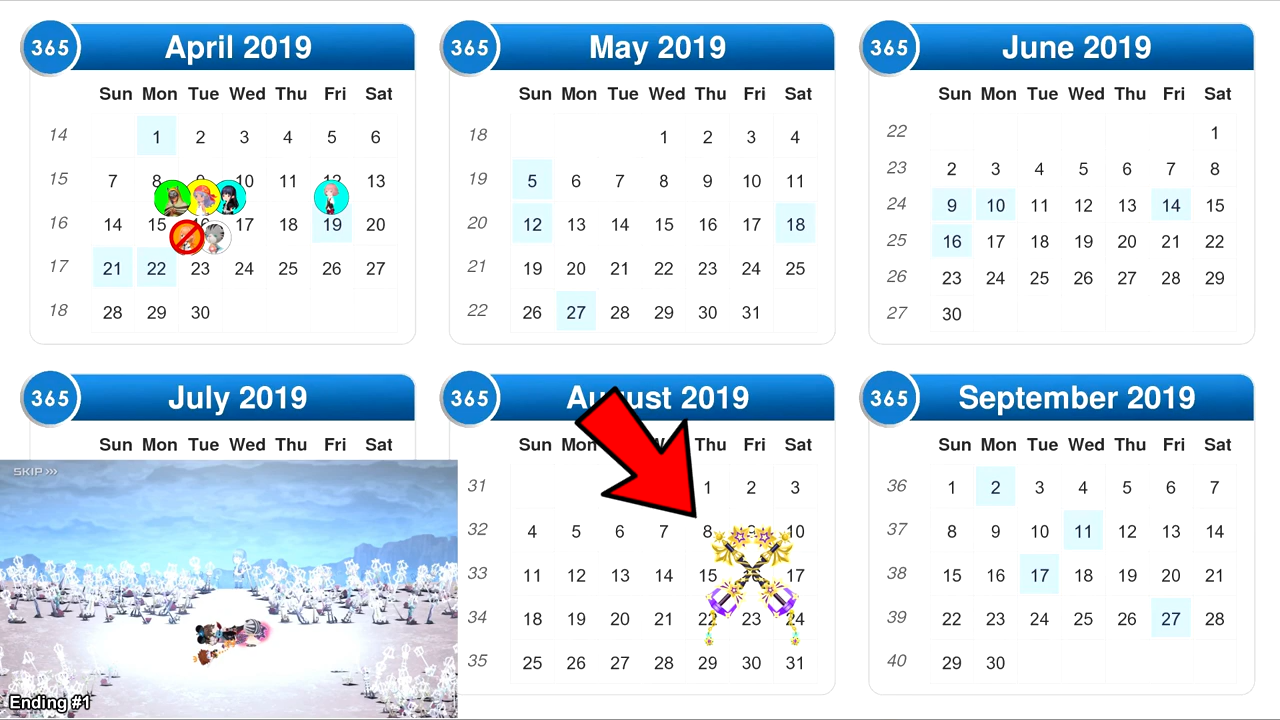 365 April 2019
Sun Mon Tue Wed Thu Fri Sat
14 1 2 3 4 5 6
15 7 8 10 11 13
16 14 15 17 18 19 20
17 21 22 23 24 25 26 27
18 28 29 30
365 May 2019
Sun Mon Tue Wed Thu Fri Sat
18 1 2 3 4
19 5 6 7 8 9 10 11
20 12 13 14 15 16 17 18
21 19 20 21 22 23 24 25
22 26 27 28 29 30 31
365 June 2019
Sun Mon Tue Wed Thu Fri Sat
22 1
23 2 3 4 5 6 7 8
24 9 10 11 12 13 14 15
25 16 17 18 19 20 21 22
26 23 24 25 26 27 28 29
27 30
365 July 2019
Sun Mon Tue Wed Thu Fri Sat
SKIP >>>
Ending #1
365 August 2019
Sun Mon Tue Thu Fri Sat
31 1 2 3
32 4 5 6 7 8 9 10
33 11 12 13 14 15 17
34 18 19 20 21 22 23 24
35 25 26 27 28 29 30 31
365 September 2019
Sun Mon Tue Wed Thu Fri Sat
36 1 2 3 4 5 6 7
37 8 9 10 11 12 13 14
38 15 16 17 18 19 20 21
39 22 23 24 25 26 27 28
40 29 30